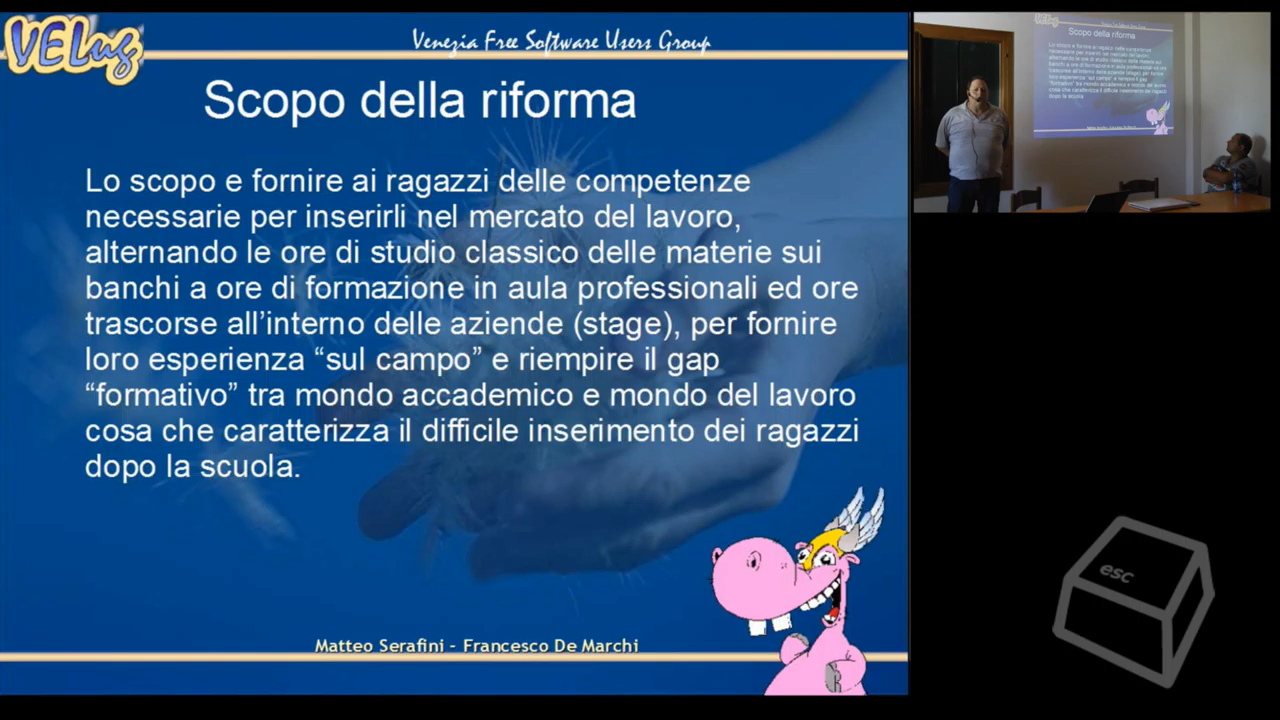 VELug
Venezia Free Software Users Group
Scopo della riforma
Lo scopo e fornire ai ragazzi delle competenze
necessarie per inserirli nel mercato del lavoro,
alternando le ore di studio classico delle materie sui
banchi a ore di formazione in aula professionali ed ore
trascorse all’interno delle aziende (stage), per fornire
loro esperienza “sul campo” e riempire il gap
“formativo” tra mondo accademico e mondo del lavoro
cosa che caratterizza il difficile inserimento dei ragazzi
dopo la scuola.
Matteo Serafini - Francesco De Marchi
Scopo della riforma
esc